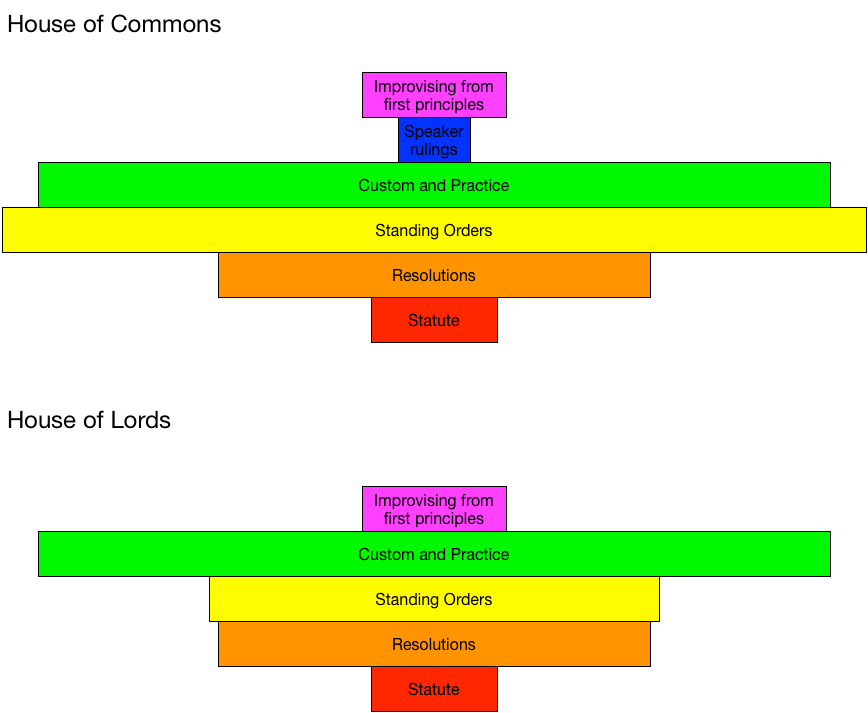 House of Commons
Improvising from
first principles
Speaker
rulings
Custom and Practice
Standing Orders
Resolutions
Statute
House of Lords
Improvising from
first principles
Custom and Practice
Standing Orders
Resolutions
Statute